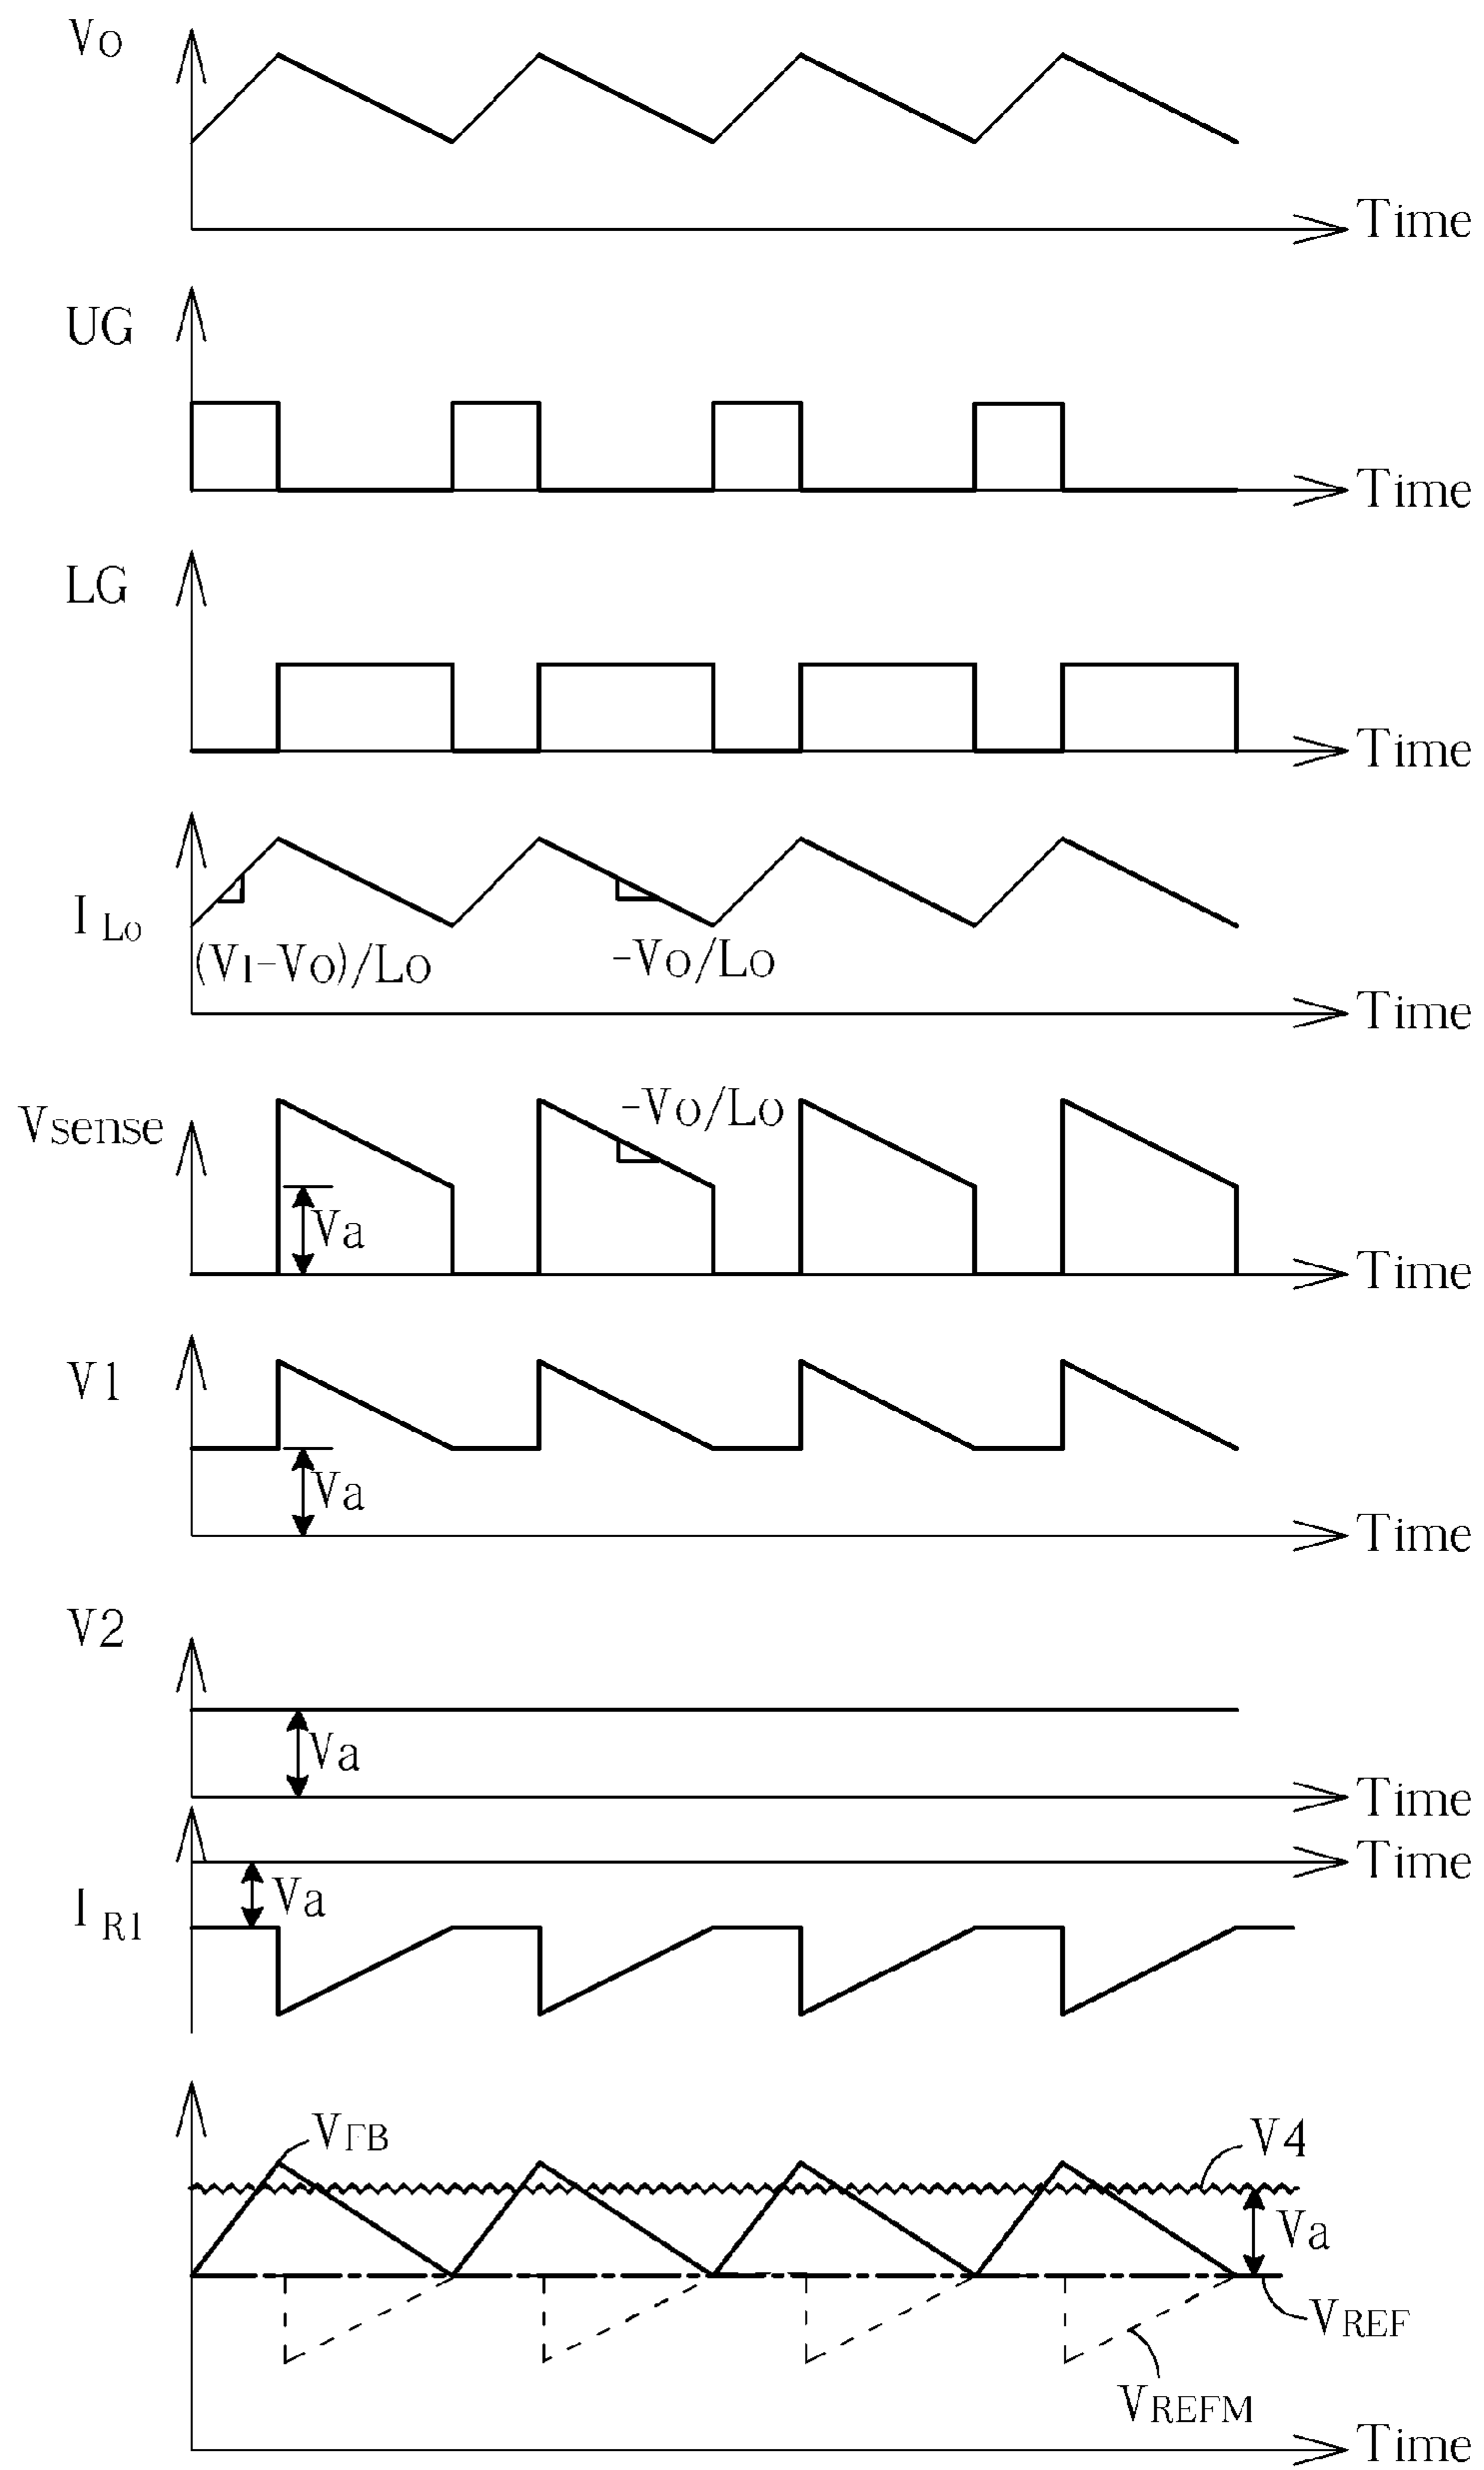 Vo
Time
UG
Time
LG
Time
I Lo
(VI-Vo)/Lo
-Vo/Lo
Time
Vsense
-Vo/Lo
Va
Time
V1
Va
Time
V2
Va
Time
Time
Va
I R1
VFB
V4
Va
VREF
VREFM
Time